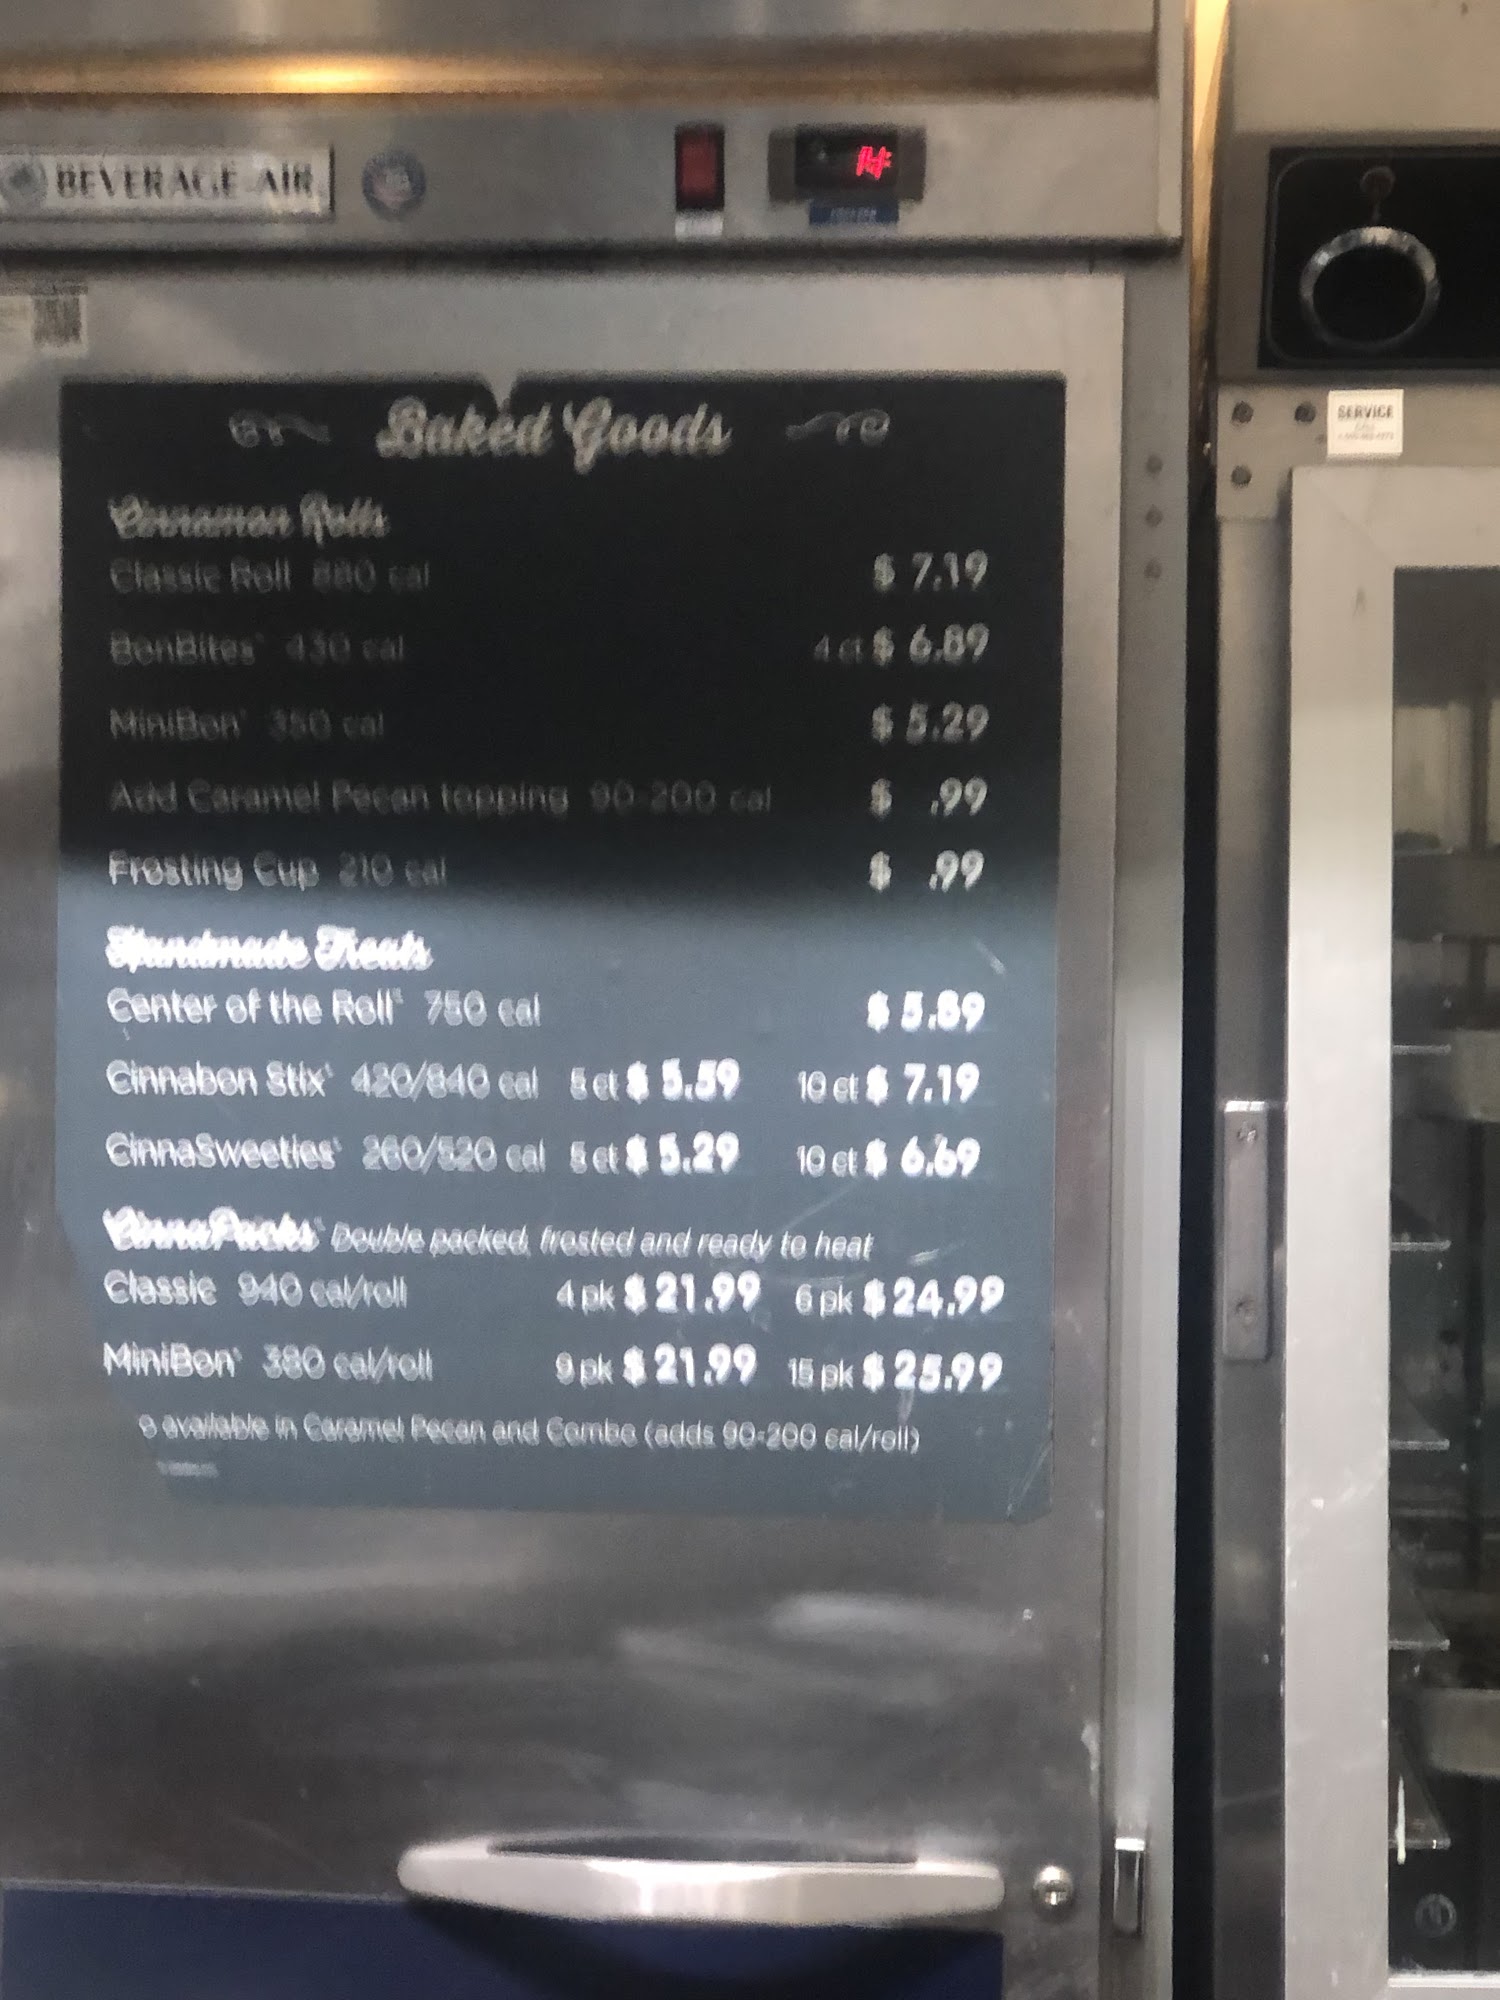 BEVERAGE-AIR
Baked Goods
Cinnamon Rolls
Classic Roll 880 cal $ 7.19
BonBites 430 cal 4 ct $ 6.89
MiniBon 350 cal $ 5.29
Add Caramel Pecan topping 90-200 cal $ .99
Frosting Cup 210 cal $ .99
Handmade Treats
Center of the Roll 750 cal $ 5.89
Cinnabon Stix 420/840 cal 5 ct $ 5.59 10 ct $ 7.19
CinnaSweeties 260/520 cal 5 ct $ 5.29 10 ct $ 6.69
CinnaPacks Double packed, frosted and ready to heat
Classic 940 cal/roll 4 pk $ 21.99 6 pk $ 24.99
MiniBon 380 cal/roll 9 pk $ 21.99 15 pk $ 25.99
available in Caramel Pecan and Combo (adds 90-200 cal/roll)
SERVICE